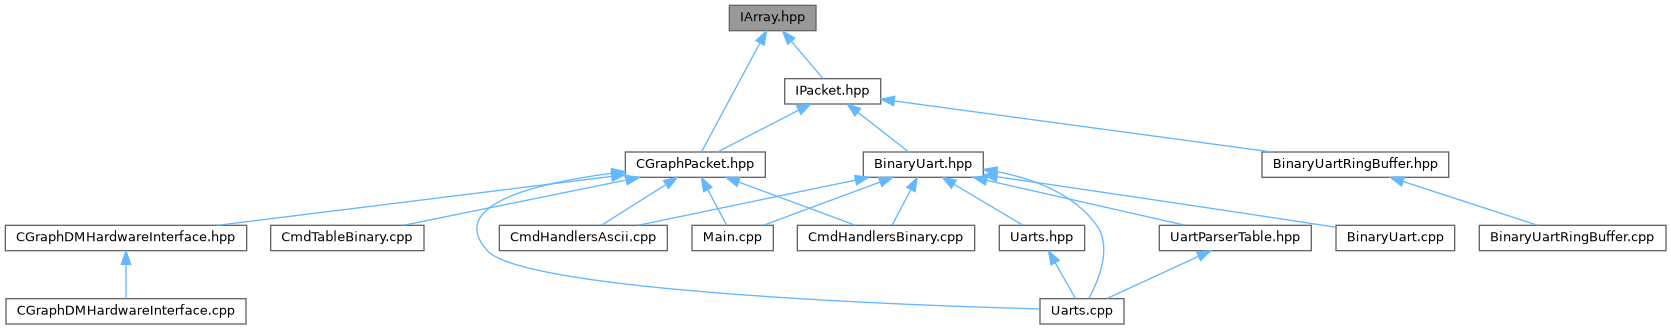 IArray.hpp
IPacket.hpp
CGraphPacket.hpp
BinaryUart.hpp
BinaryUartRingBuffer.hpp
CGraphDMHardwareInterface.hpp
CmdTableBinary.cpp
CmdHandlersAscii.cpp
Main.cpp
CmdHandlersBinary.cpp
Uarts.hpp
UartParserTable.hpp
BinaryUart.cpp
BinaryUartRingBuffer.cpp
CGraphDMHardwareInterface.cpp
Uarts.cpp